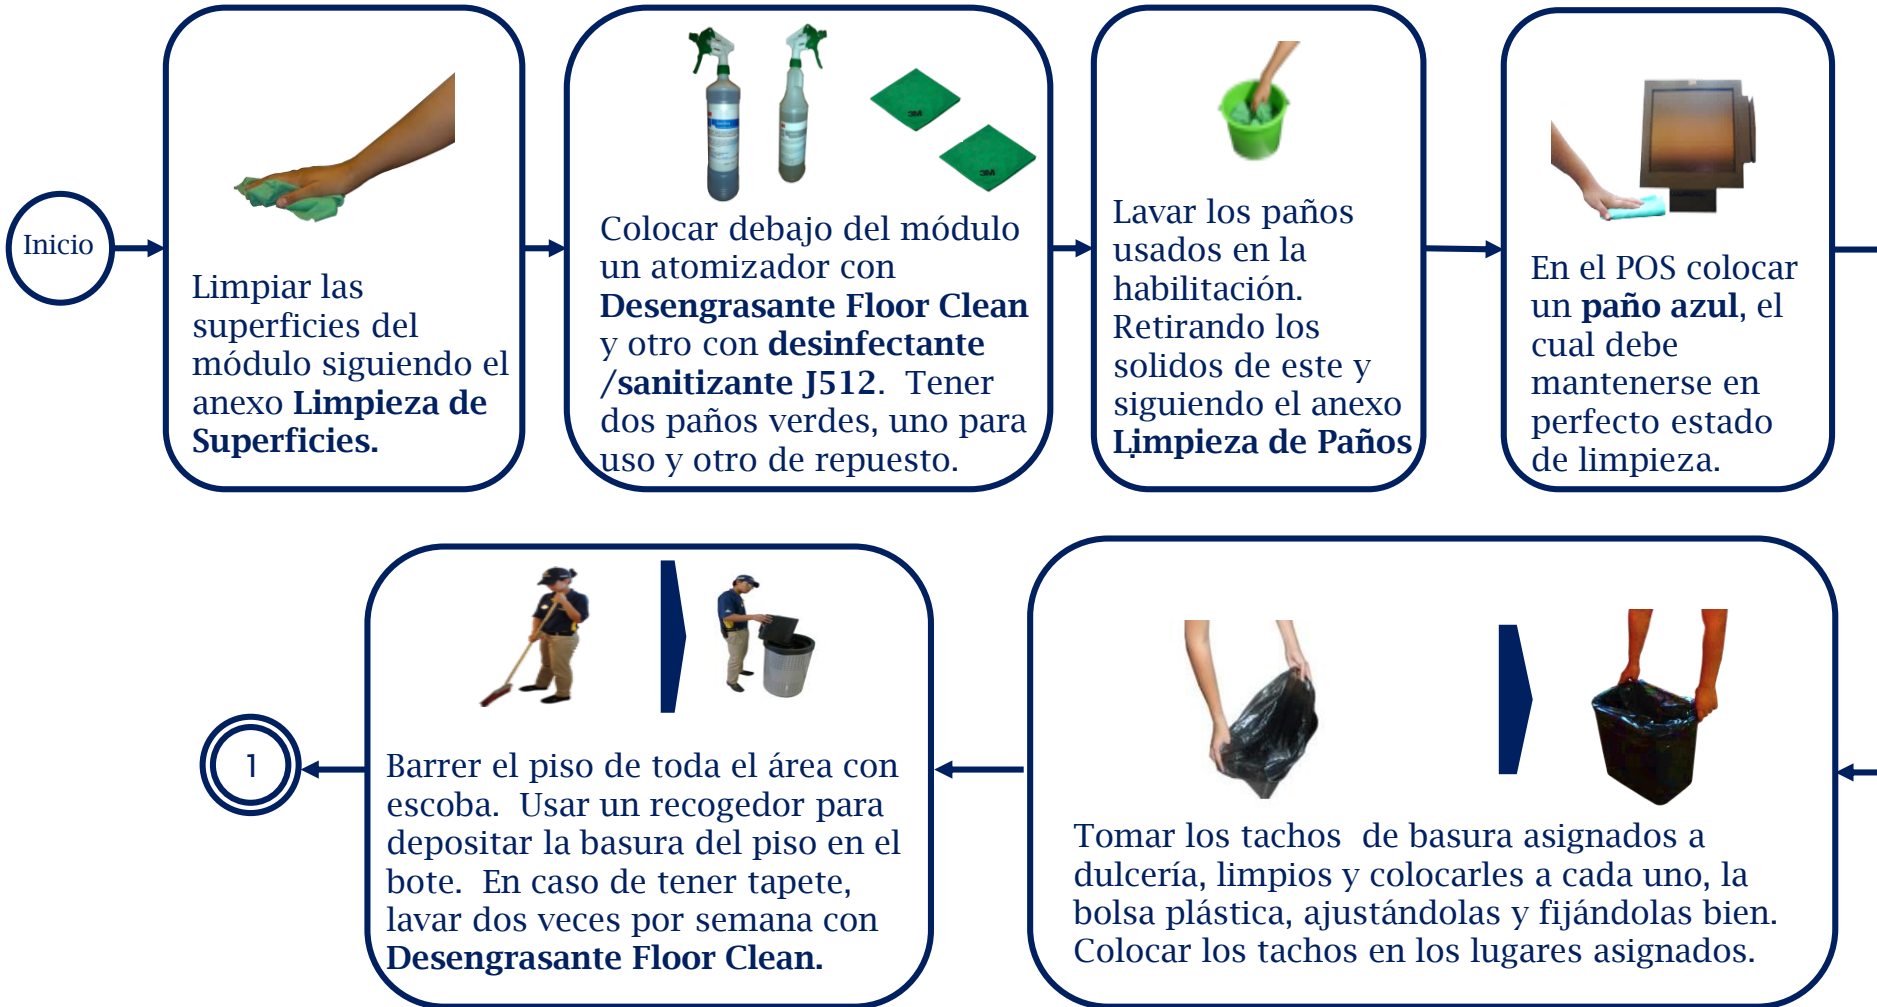 Inicio
Limpiar las
superficies del
módulo siguiendo el
anexo Limpieza de
Superficies.
3M
3M
Colocar debajo del módulo
un atomizador con
Desengrasante Floor Clean
y otro con desinfectante
/sanitizante J512. Tener
dos paños verdes, uno para
uso y otro de repuesto.
Lavar los paños
usados en la
habilitación.
Retirando los
solidos de este y
siguiendo el anexo
Limpieza de Paños
.
En el POS colocar
un paño azul, el
cual debe
mantenerse en
perfecto estado
de limpieza.
Tomar los tachos de basura asignados a
dulcería, limpios y colocarles a cada uno, la
bolsa plástica, ajustándolas y fijándolas bien.
Colocar los tachos en los lugares asignados.
Barrer el piso de toda el área con
escoba. Usar un recogedor para
depositar la basura del piso en el
bote. En caso de tener tapete,
lavar dos veces por semana con
Desengrasante Floor Clean.
1